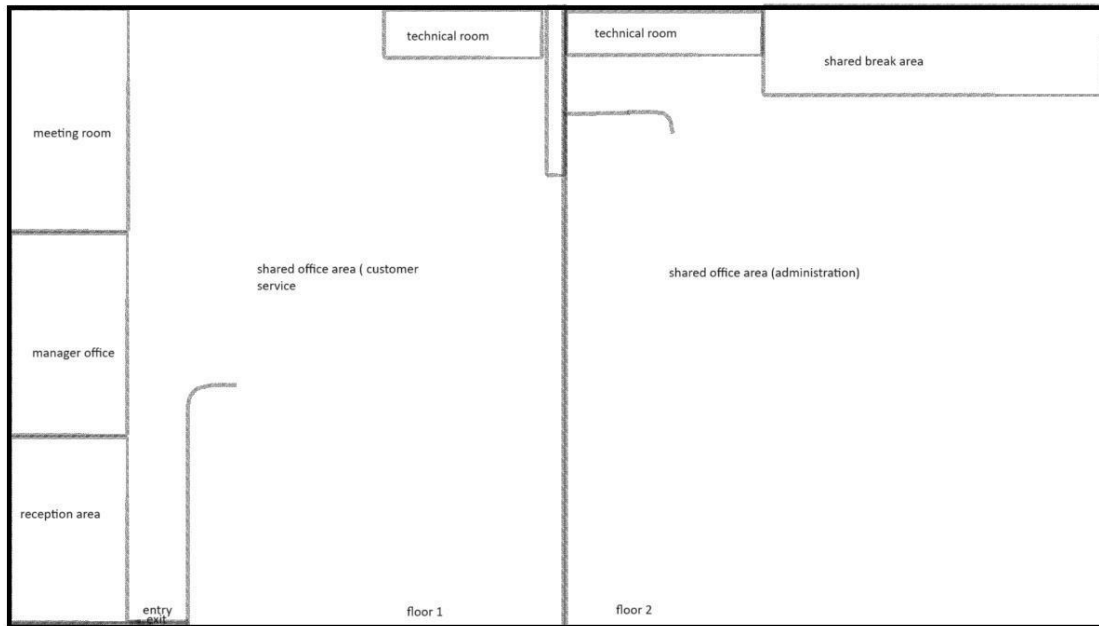 technical room
technical room
shared break area
meeting room
shared office area ( customer
service
shared office area (administration)
manager office
reception area
entry
exit
floor 1
floor 2